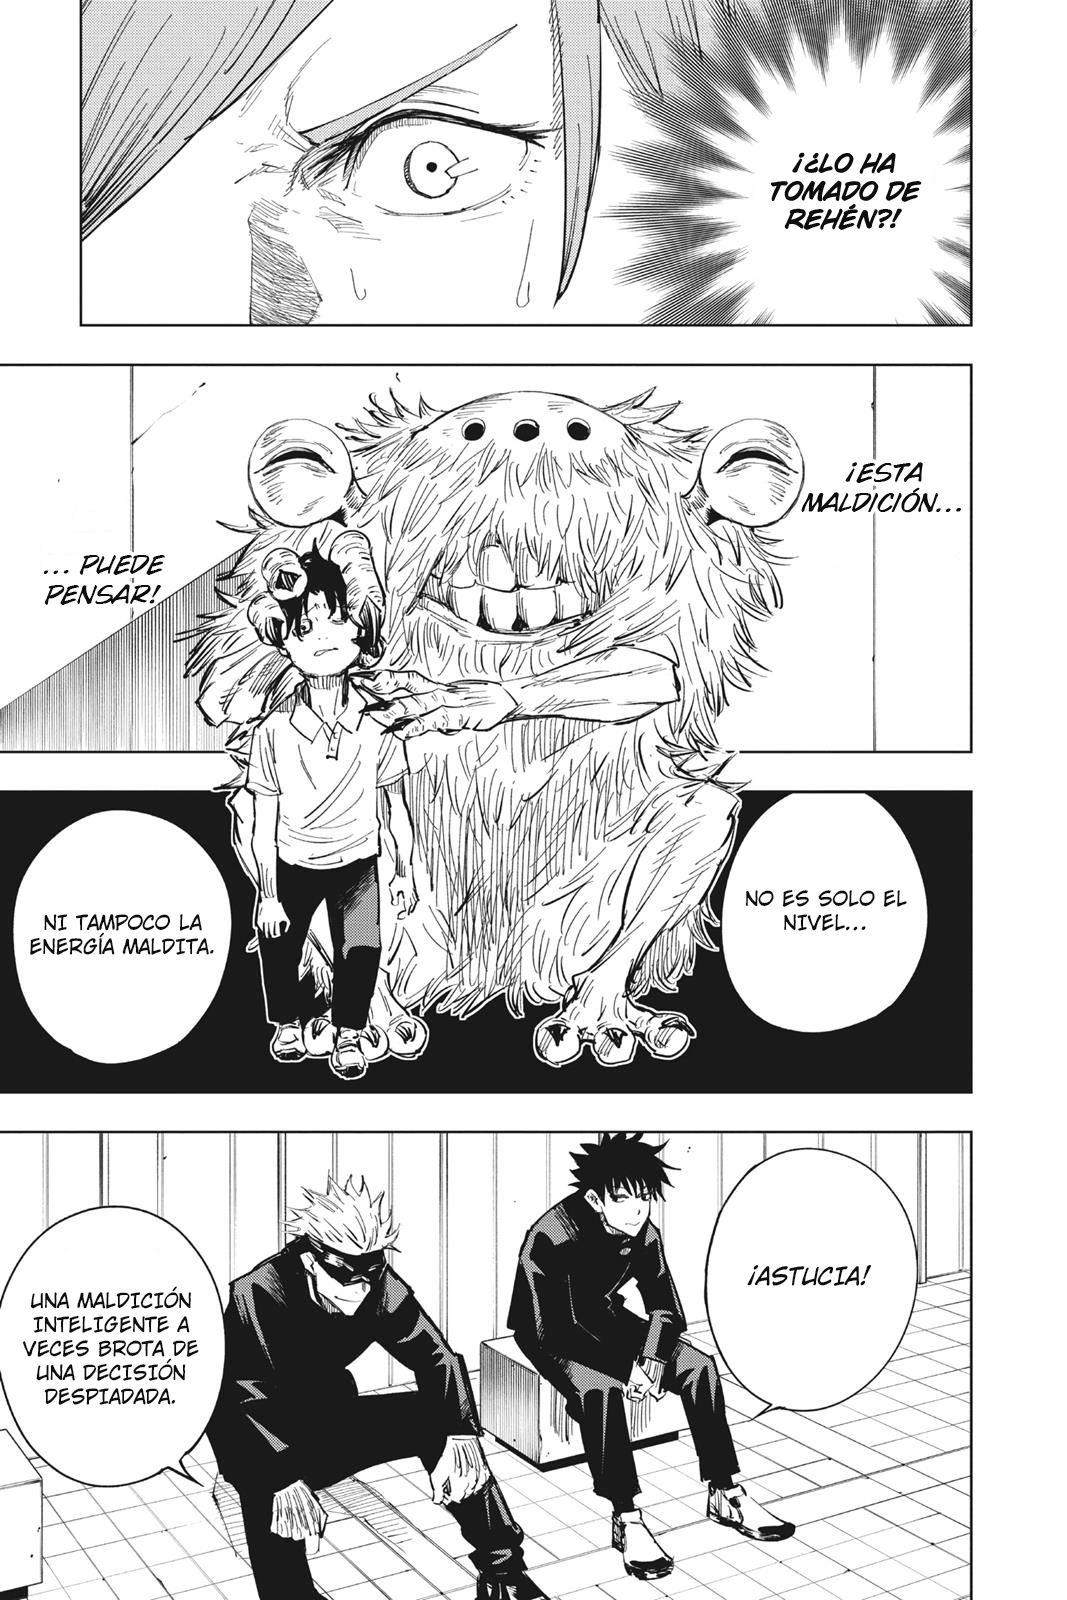 ¡¿LO HA
TOMADO DE
REHÉN?!
¡ESTA
MALDICIÓN...
... PUEDE
PENSAR!
NO ES SOLO EL
NIVEL...
NI TAMPOCO LA
ENERGÍA MALDITA.
¡ASTUCIA!
UNA MALDICIÓN
INTELIGENTE A
VECES BROTA DE
UNA DECISIÓN
DESPIADADA.